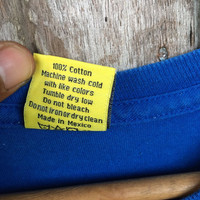 100% Cotton
Machine wash cold
with like colors
Tumble dry low
Do not bleach
Do not iron or dry clean
Made in Mexico